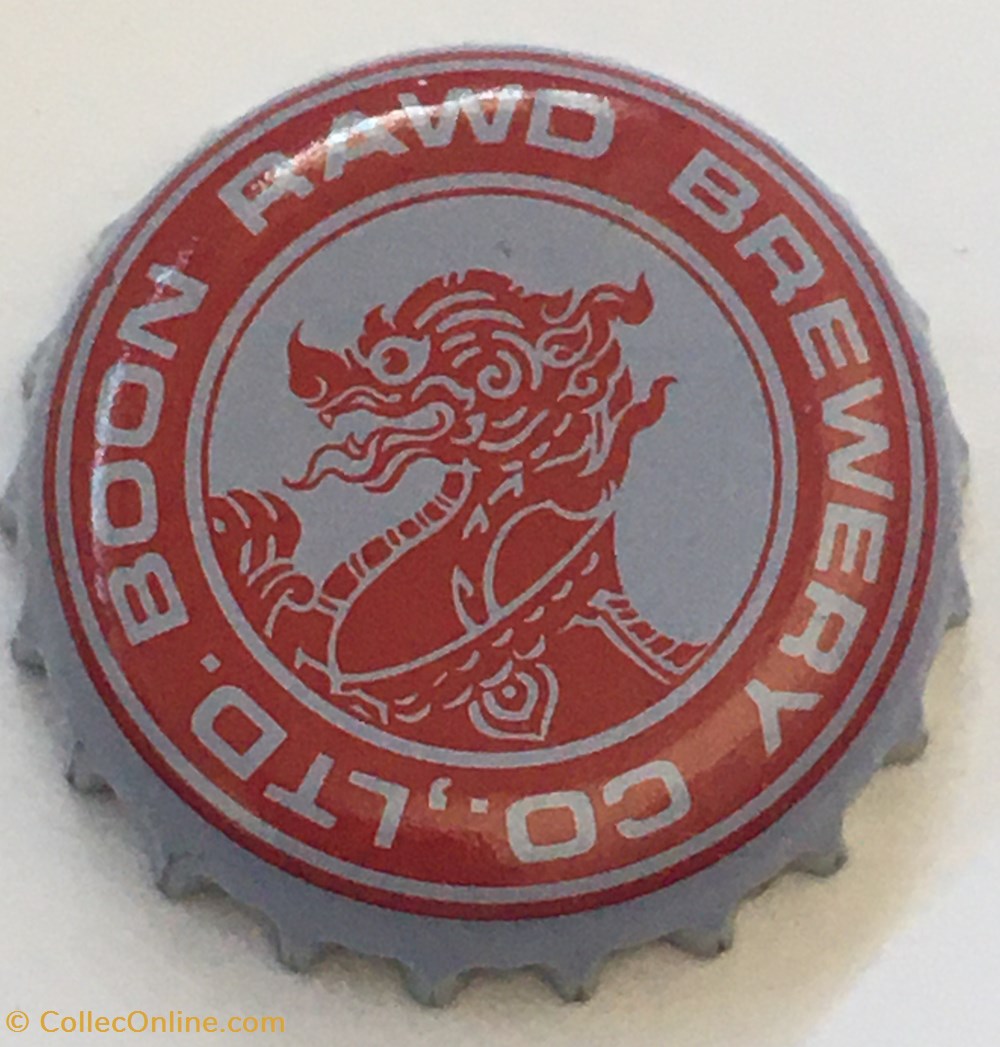 BOON RAWD BREWERY CO.,LTD.
© CollecOnline.com